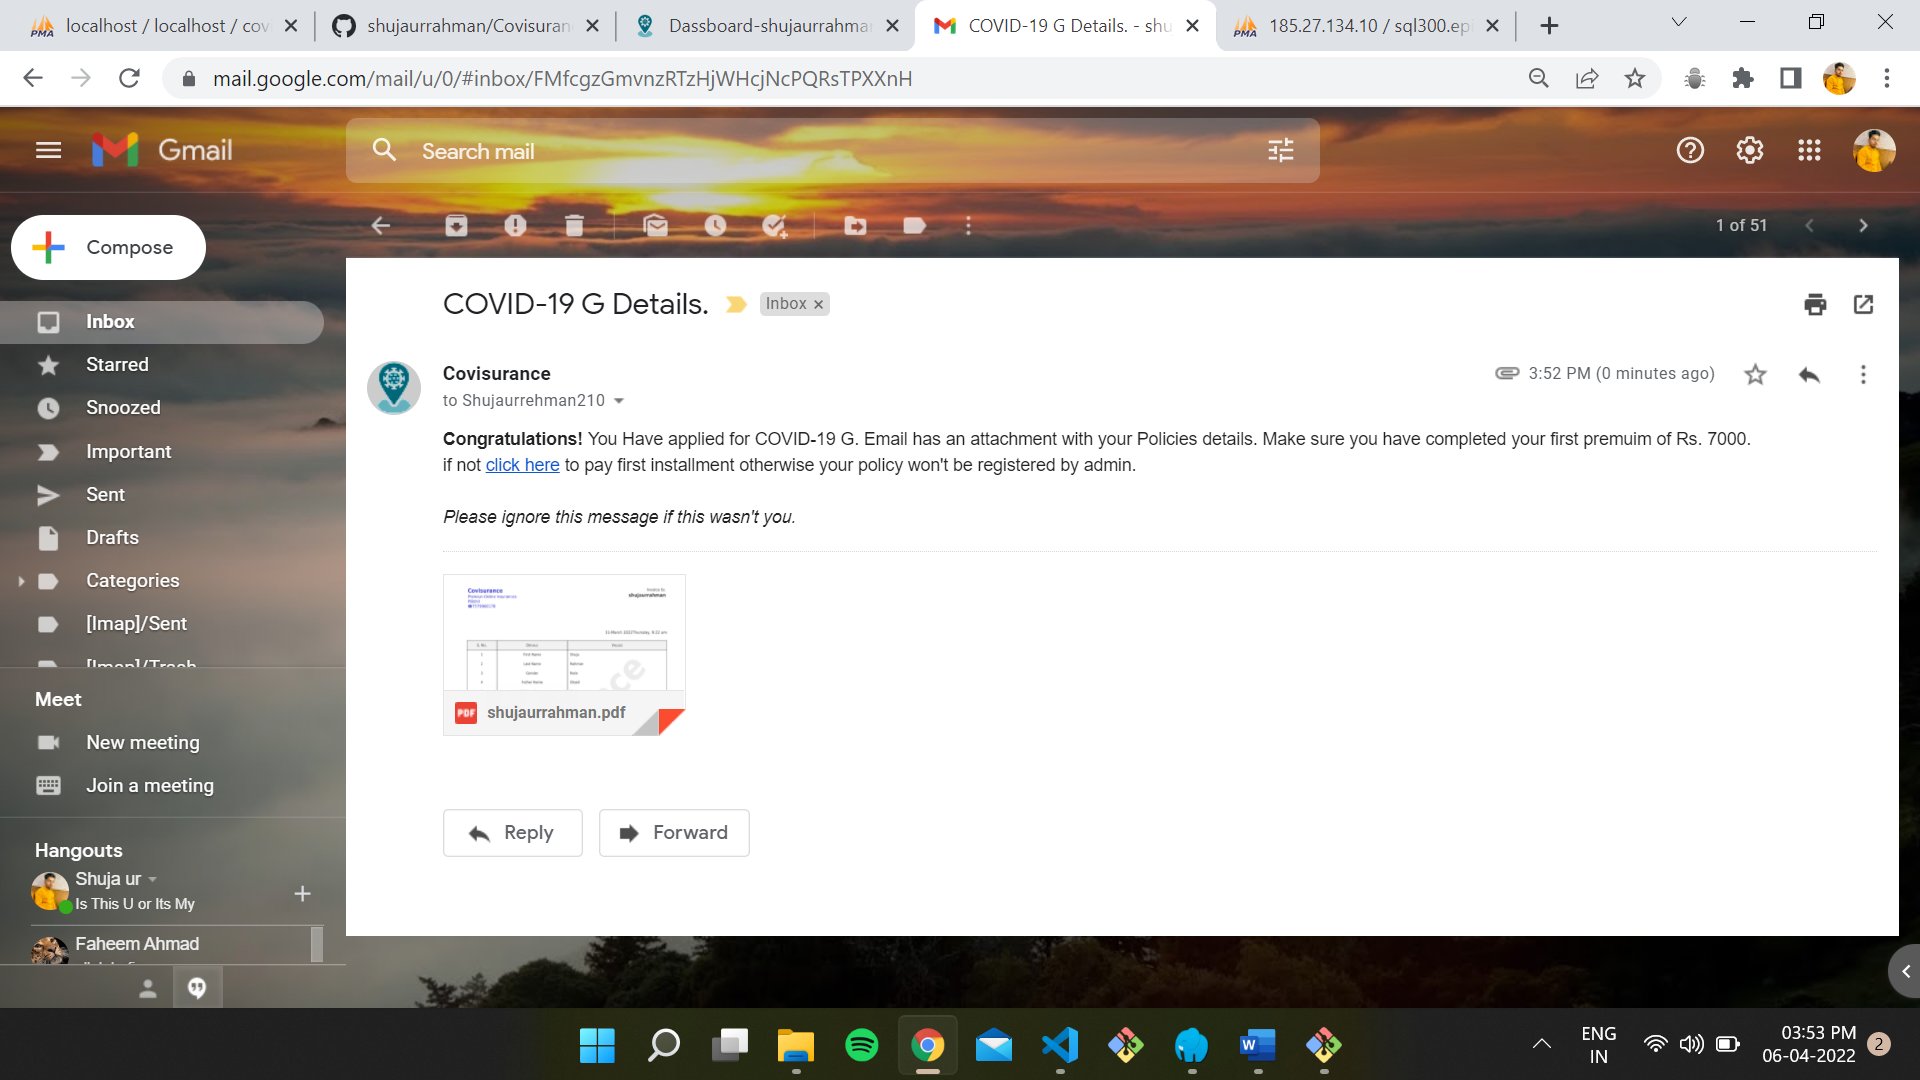 localhost / localhost / cov
shujaurrahman/Covisuran
Dassboard-shujaurrahmar
COVID-19 G Details. - shu
185.27.134.10 / sql300.epi
mail.google.com/mail/u/0/#inbox/FMfcgzGmvnzRTzHjWHcjNcPQRsTPXXnH
Gmail
Search mail
Compose
1 of 51
Inbox
Starred
Snoozed
Important
Sent
Drafts
Categories
[Imap]/Sent
[Imap]/Trash
Meet
New meeting
Join a meeting
Hangouts
Shuja ur
Is This U or Its My
Faheem Ahmad
COVID-19 G Details.
Inbox
Covisurance
3:52 PM (0 minutes ago)
to Shujaurrehman210
Congratulations! You Have applied for COVID-19 G. Email has an attachment with your Policies details. Make sure you have completed your first premuim of Rs. 7000.
if not click here to pay first installment otherwise your policy won't be registered by admin.
Please ignore this message if this wasn't you.
Covisurance
shujaurrahman
PDF shujaurrahman.pdf
Reply
Forward
ENG
IN
03:53 PM
06-04-2022
2